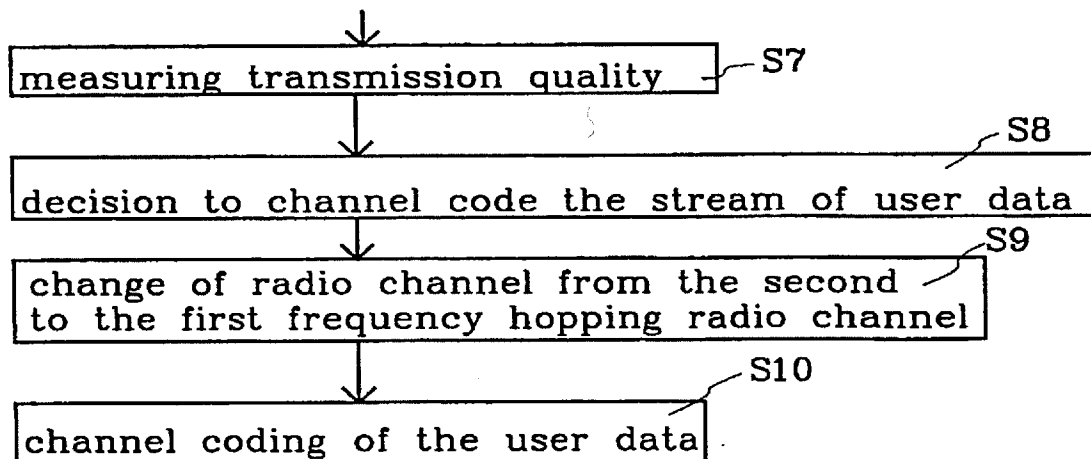 measuring transmission quality
S7
S8
decision to channel code the stream of user data
S9
change of radio channel from the second
to the first frequency hopping radio channel
S10
channel coding of the user data